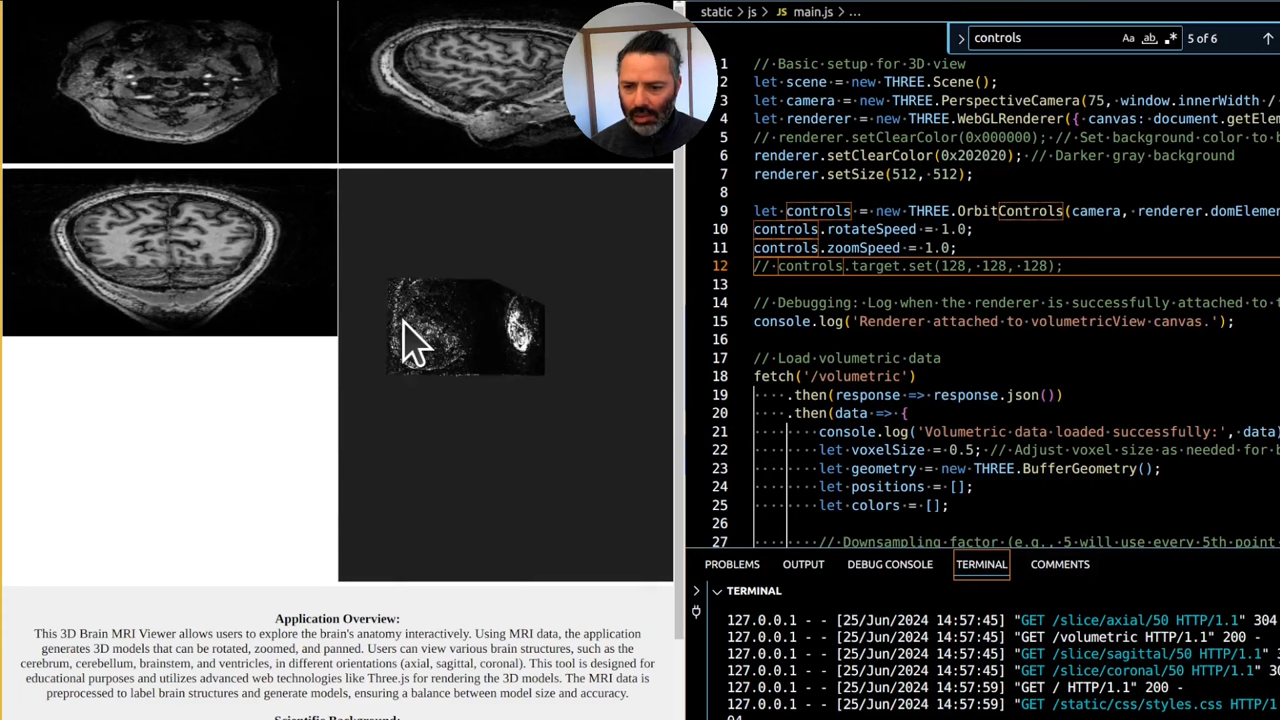 static > js > JS main.js > ...
controls
Aa ab .* 5 of 6
1 // Basic setup for 3D view
2 let scene = new THREE.Scene();
3 let camera = new THREE.PerspectiveCamera(75, window.innerWidth /
4 let renderer = new THREE.WebGLRenderer({ canvas: document.getElem
5 // renderer.setClearColor(0x000000); // Set background color to b
6 renderer.setClearColor(0x202020); // Darker gray background
7 renderer.setSize(512, 512);
8
9 let controls = new THREE.OrbitControls(camera, renderer.domElemen
10 controls.rotateSpeed = 1.0;
11 controls.zoomSpeed = 1.0;
12 // controls.target.set(128, 128, 128);
13
14 // Debugging: Log when the renderer is successfully attached to t
15 console.log('Renderer attached to volumetricView canvas.');
16
17 // Load volumetric data
18 fetch('/volumetric')
19 .then(response => response.json())
20 .then(data => {
21 console.log('Volumetric data loaded successfully:', data)
22 let voxelSize = 0.5; // Adjust voxel size as needed for b
23 let geometry = new THREE.BufferGeometry();
24 let positions = [];
25 let colors = [];
26
27 // Downsampling factor (e.g., 5 will use every 5th point
PROBLEMS OUTPUT DEBUG CONSOLE TERMINAL COMMENTS
TERMINAL
127.0.0.1 - - [25/Jun/2024 14:57:45] "GET /slice/axial/50 HTTP/1.1" 304
127.0.0.1 - - [25/Jun/2024 14:57:45] "GET /volumetric HTTP/1.1" 200 -
127.0.0.1 - - [25/Jun/2024 14:57:45] "GET /slice/sagittal/50 HTTP/1.1"
127.0.0.1 - - [25/Jun/2024 14:57:45] "GET /slice/coronal/50 HTTP/1.1" 3
127.0.0.1 - - [25/Jun/2024 14:57:59] "GET / HTTP/1.1" 200 -
127.0.0.1 - - [25/Jun/2024 14:57:59] "GET /static/css/styles.css HTTP/1
04
Application Overview:
This 3D Brain MRI Viewer allows users to explore the brain's anatomy interactively. Using MRI data, the application
generates 3D models that can be rotated, zoomed, and panned. Users can view various brain structures, such as the
cerebrum, cerebellum, brainstem, and ventricles, in different orientations (axial, sagittal, coronal). This tool is designed for
educational purposes and utilizes advanced web technologies like Three.js for rendering the 3D models. The MRI data is
preprocessed to label brain structures and generate models, ensuring a balance between model size and accuracy.
Scientific Background: